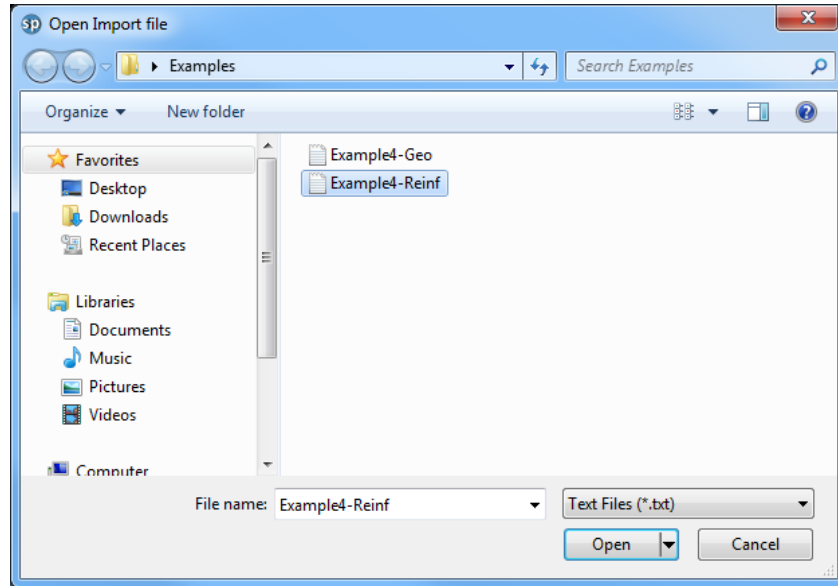 sp Open Import file
Examples
Search Examples
Organize
New folder
Favorites
Desktop
Downloads
Recent Places
Libraries
Documents
Music
Pictures
Videos
Computer
Example4-Geo
Example4-Reinf
File name: Example4-Reinf
Text Files (*.txt)
Open
Cancel